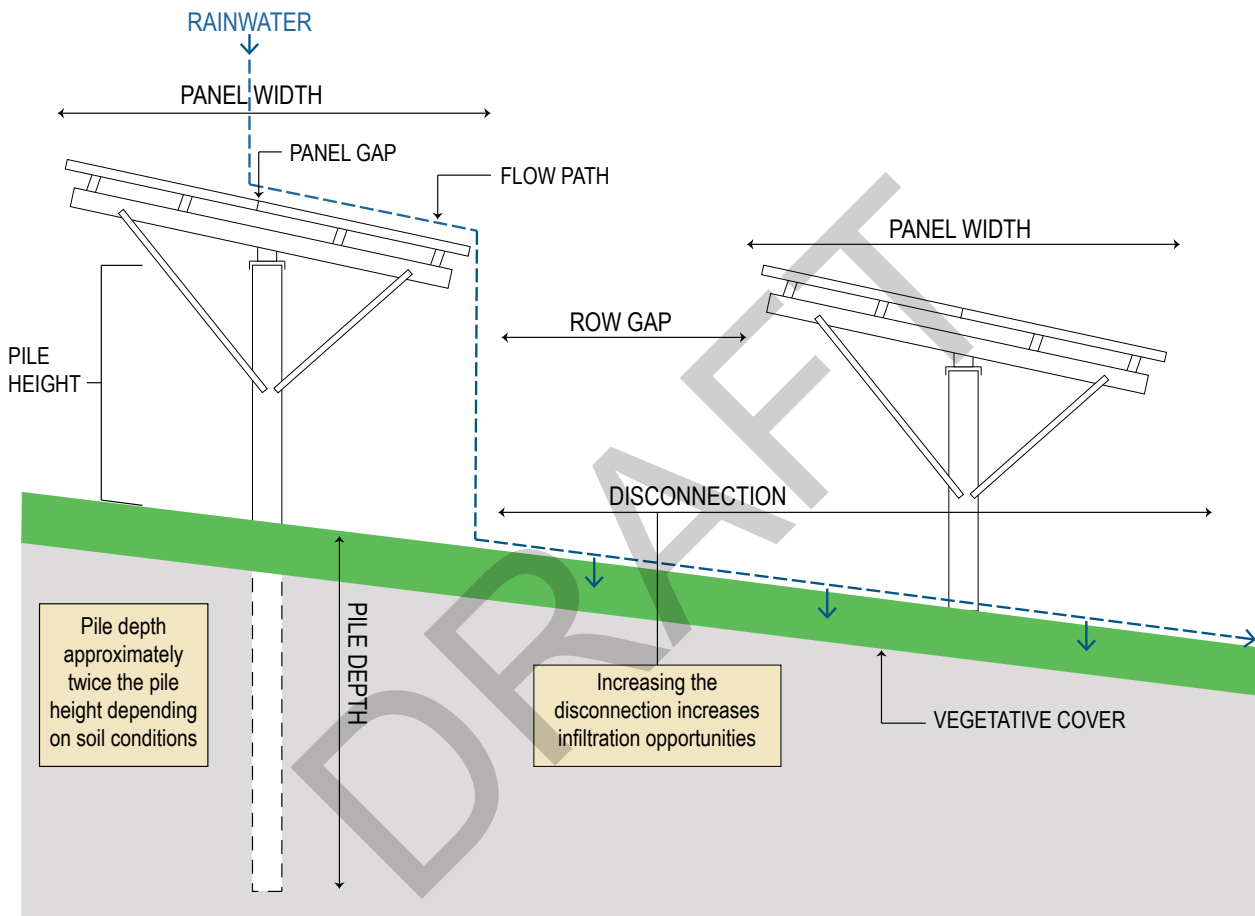 RAINWATER
PANEL WIDTH
PANEL GAP
FLOW PATH
PANEL WIDTH
ROW GAP
PILE
HEIGHT
DISCONNECTION
PILE DEPTH
Pile depth
approximately
twice the pile
height depending
on soil conditions
Increasing the
disconnection increases
infiltration opportunities
VEGETATIVE COVER
DRAFT